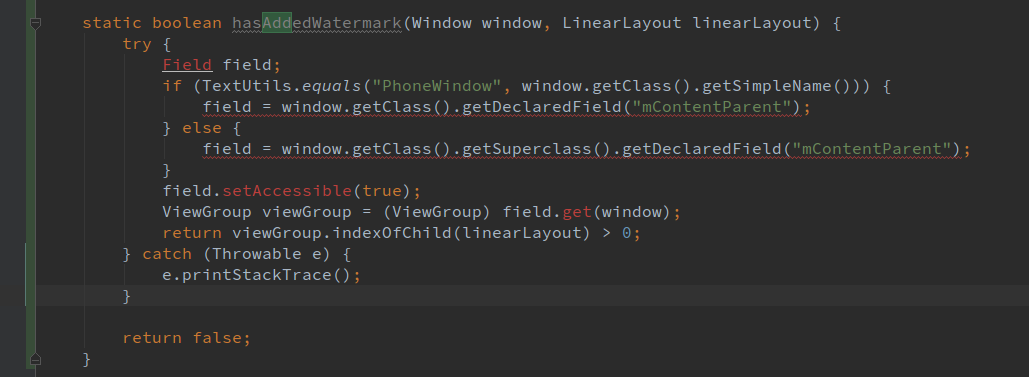 static boolean hasAddedWatermark(Window window, LinearLayout linearLayout) {
try {
Field field;
if (TextUtils.equals("PhoneWindow", window.getClass().getSimpleName())) {
field = window.getClass().getDeclaredField("mContentParent");
} else {
field = window.getClass().getSuperclass().getDeclaredField("mContentParent");
}
field.setAccessible(true);
ViewGroup viewGroup = (ViewGroup) field.get(window);
return viewGroup.indexOfChild(linearLayout) > 0;
} catch (Throwable e) {
e.printStackTrace();
}
return false;
}